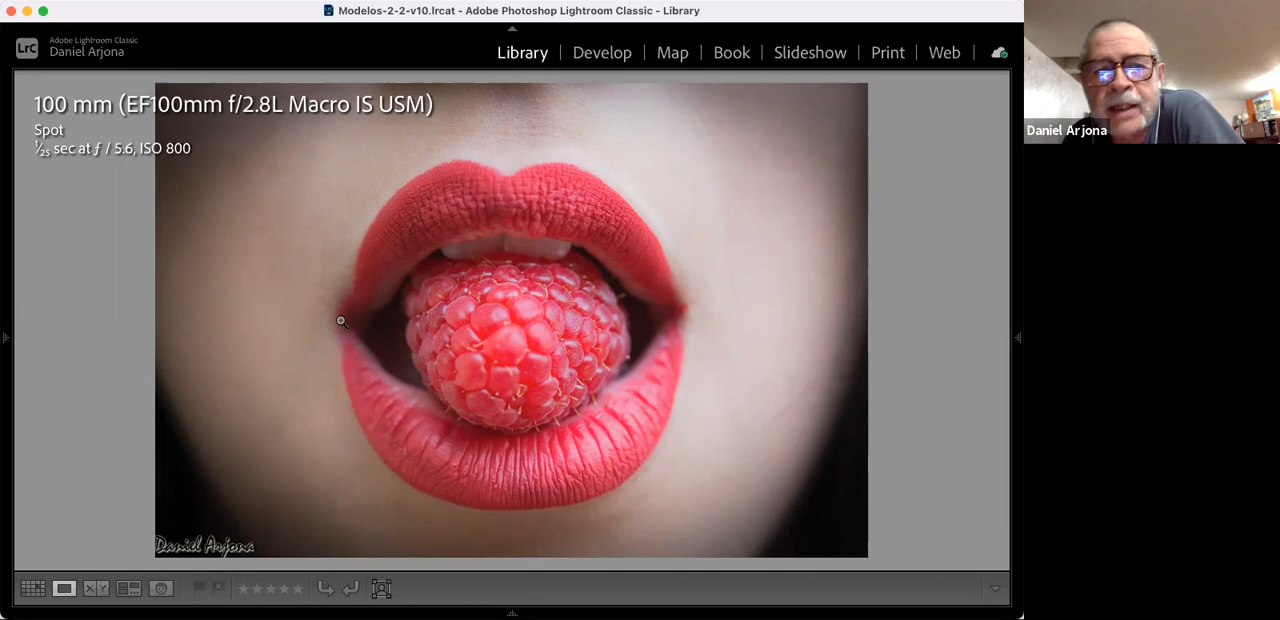 Modelos-2-2-v10.lrcat - Adobe Photoshop Lightroom Classic - Library
LrC
Adobe Lightroom Classic
Daniel Arjona
Library | Develop | Map | Book | Slideshow | Print | Web |
100 mm (EF100mm f/2.8L Macro IS USM)
Spot
1/25 sec at ƒ / 5.6, ISO 800
Daniel Arjona
Daniel Arjona
X Y